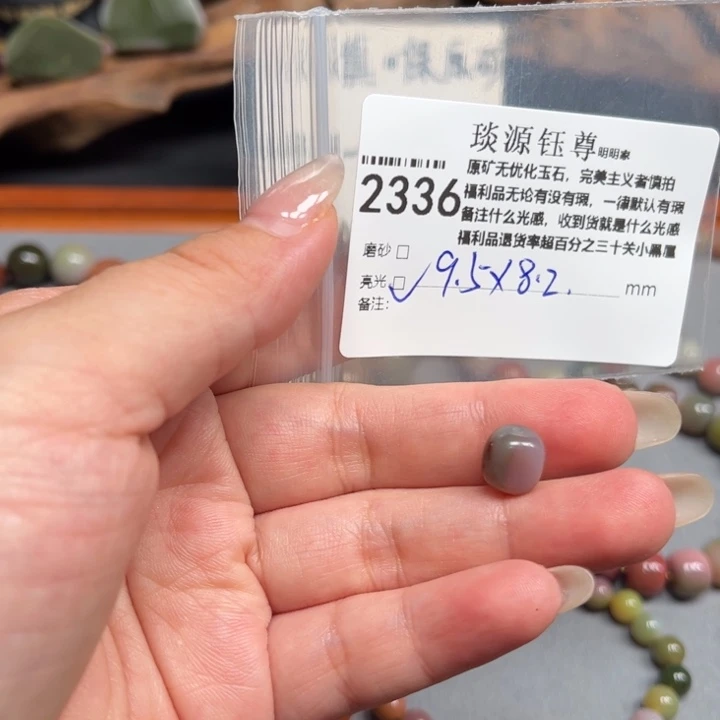 琰源钰尊明明家
2336
原矿无优化玉石，完美主义者慎拍
福利品无论有没有瑕，一律默认有瑕
备注什么光感，收到货就是什么光感
福利品退货率超百分之三十关小黑屋
磨砂 □
亮光 □ ✓ 9.5X8.2. mm
备注：